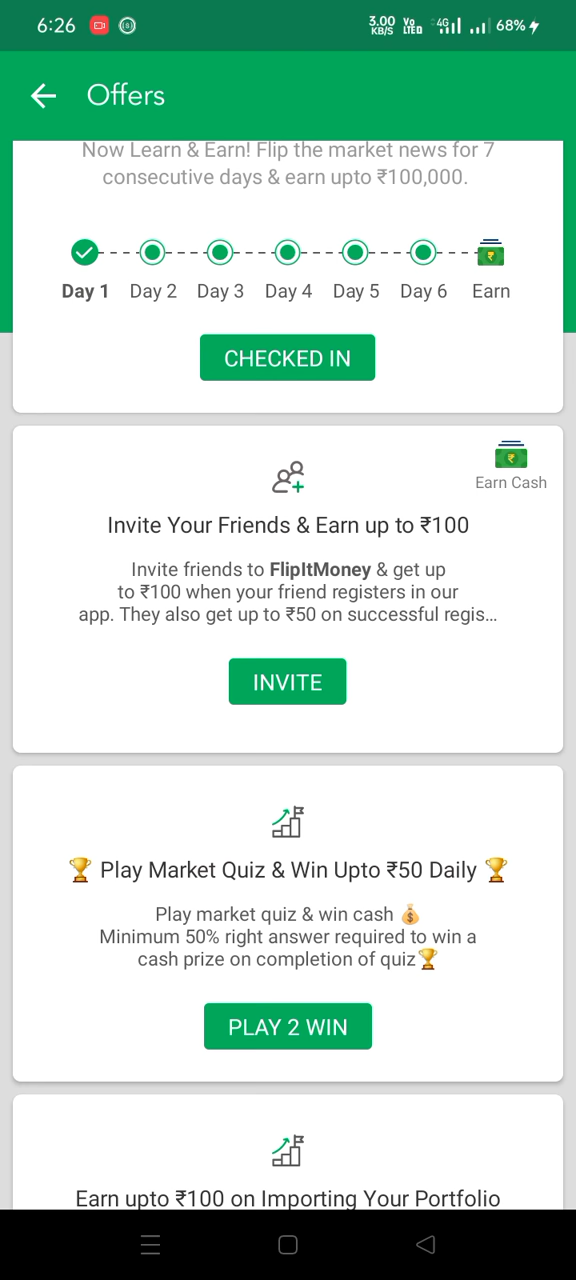 6:26
3.00 KB/S Vo LTED 4G 68%
Offers
Now Learn & Earn! Flip the market news for 7
consecutive days & earn upto ₹100,000.
Day 1 Day 2 Day 3 Day 4 Day 5 Day 6 Earn
CHECKED IN
Earn Cash
Invite Your Friends & Earn up to ₹100
Invite friends to FlipItMoney & get up
to ₹100 when your friend registers in our
app. They also get up to ₹50 on successful regis...
INVITE
🏆 Play Market Quiz & Win Upto ₹50 Daily 🏆
Play market quiz & win cash 💰
Minimum 50% right answer required to win a
cash prize on completion of quiz🏆
PLAY 2 WIN
Earn upto ₹100 on Importing Your Portfolio